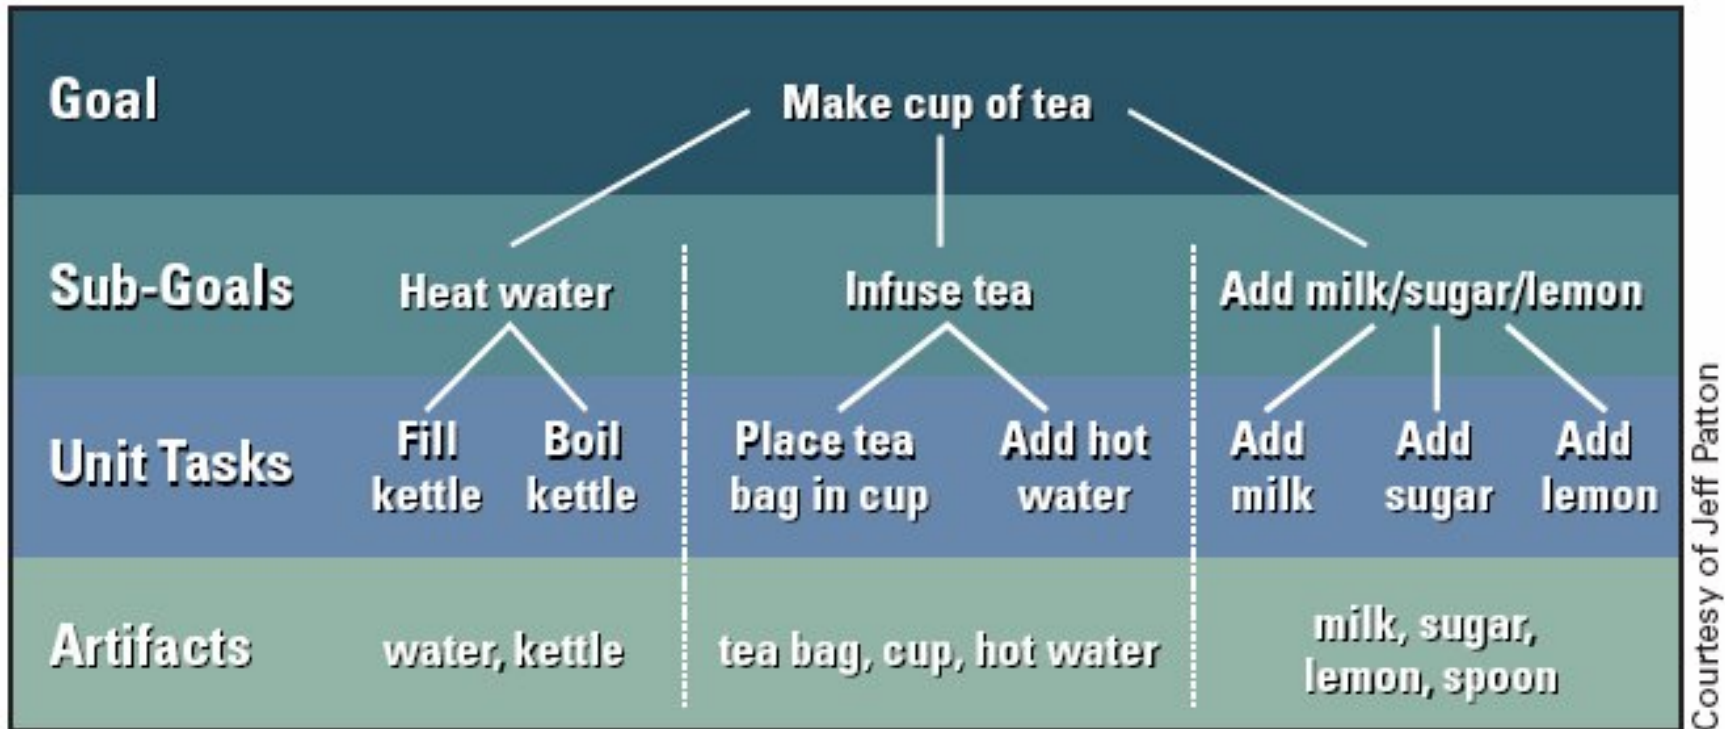 Goal
Make cup of tea
Sub-Goals
Heat water
Infuse tea
Add milk/sugar/lemon
Unit Tasks
Fill
kettle
Boil
kettle
Place tea
bag in cup
Add hot
water
Add
milk
Add
sugar
Add
lemon
Artifacts
water, kettle
tea bag, cup, hot water
milk, sugar,
lemon, spoon
Courtesy of Jeff Patton